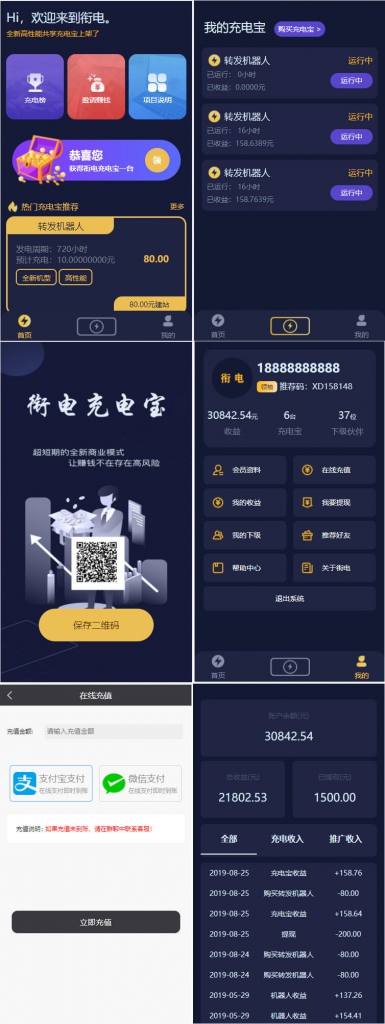 Hi，欢迎来到衔电。
全新高性能共享充电宝上架了
充电榜
邀请赚钱
项目说明
恭喜您
获得衔电充电宝一台
领
热门充电宝推荐
更多
转发机器人
发电周期：720小时
预计充电：10.00000000元
80.00
全新机型
高性能
80.00元建站
首页
我的
我的充电宝
购买充电宝 >
转发机器人
运行中
已运行： 0小时
已收益：0.0000元
运行中
转发机器人
运行中
已运行： 16小时
已收益：158.6389元
运行中
转发机器人
运行中
已运行： 16小时
已收益：158.7639元
运行中
首页
我的
衔电充电宝
超短期的全新商业模式
让赚钱不在存在高风险
保存二维码
衔电
18888888888
领袖
推荐码：XD158148
30842.54元
6台
37位
收益
充电宝
下级伙伴
会员资料
在线充值
我的收益
我要提现
我的下级
推荐好友
帮助中心
关于衔电
退出系统
首页
我的
在线充值
充值金额:
请输入充值金额
支付宝支付
在线支付即时到账
微信支付
在线支付即时到账
充值说明: 如果充值未到账，请在群聊中联系客服！
立即充值
账户余额(元)
30842.54
总收益(元)
已提现(元)
21802.53
1500.00
全部
充电收入
推广收入
2019-08-25
充电宝收益
+158.76
2019-08-25
购买转发机器人
-80.00
2019-08-25
充电宝收益
+158.64
2019-08-25
提现
-200.00
2019-08-24
购买转发机器人
-80.00
2019-08-24
购买转发机器人
-80.00
2019-05-29
机器人收益
+137.26
2019-05-29
机器人收益
+154.41